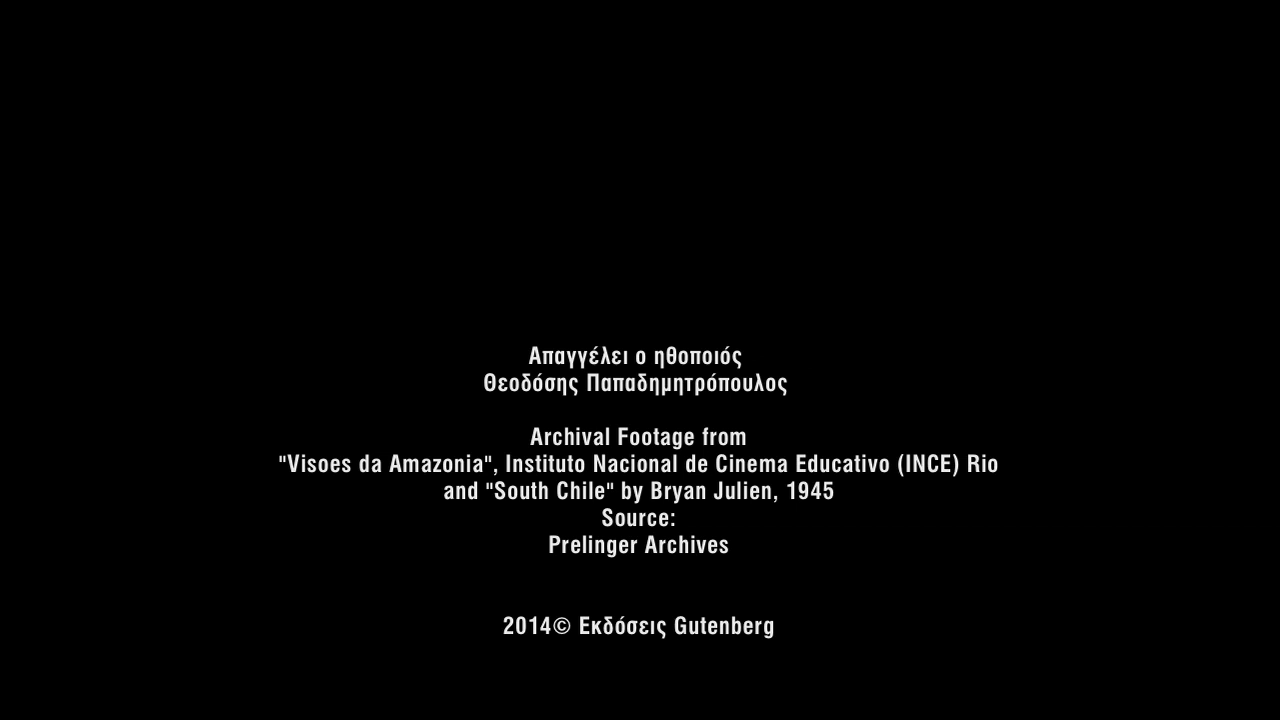 Απαγγέλει ο ηθοποιός
Θεοδόσης Παπαδημητρόπουλος
Archival Footage from
"Visoes da Amazonia", Instituto Nacional de Cinema Educativo (INCE) Rio
and "South Chile" by Bryan Julien, 1945
Source:
Prelinger Archives
2014© Εκδόσεις Gutenberg